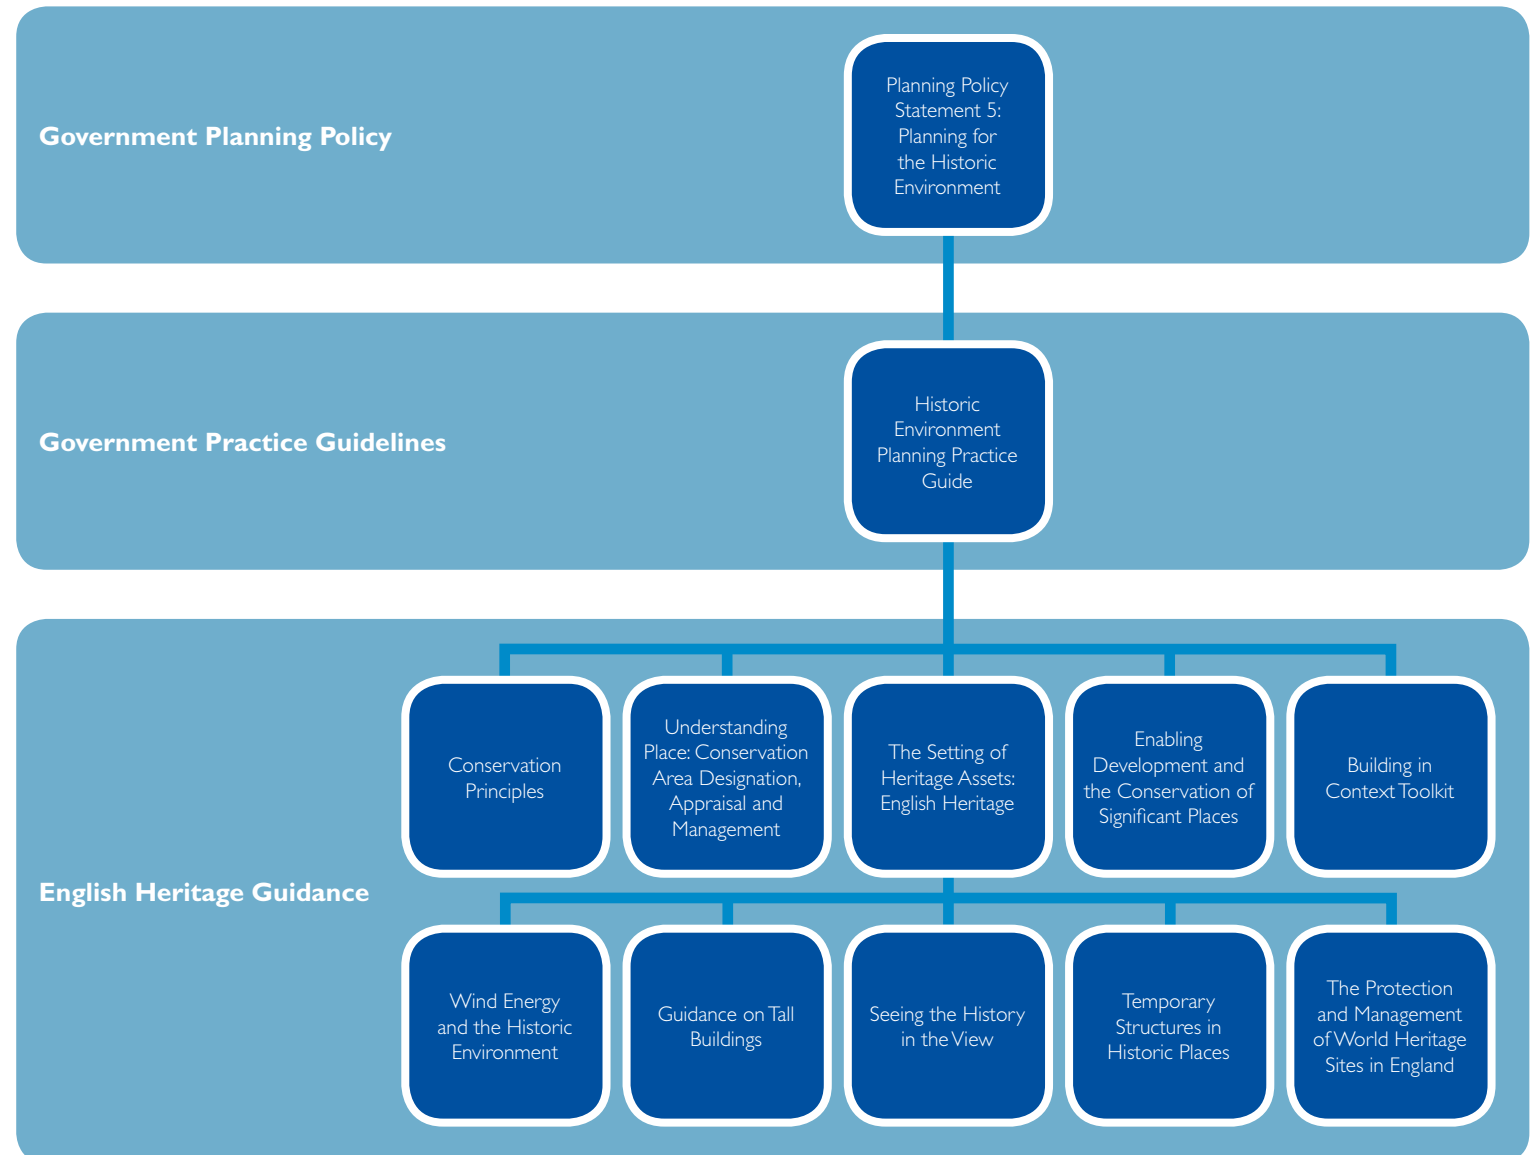 Government Planning Policy
Planning Policy
Statement 5:
Planning for
the Historic
Environment
Government Practice Guidelines
Historic
Environment
Planning Practice
Guide
English Heritage Guidance
Conservation
Principles
Understanding
Place: Conservation
Area Designation,
Appraisal and
Management
The Setting of
Heritage Assets:
English Heritage
Enabling
Development and
the Conservation of
Significant Places
Building in
Context Toolkit
Wind Energy
and the Historic
Environment
Guidance on Tall
Buildings
Seeing the History
in the View
Temporary
Structures in
Historic Places
The Protection
and Management
of World Heritage
Sites in England